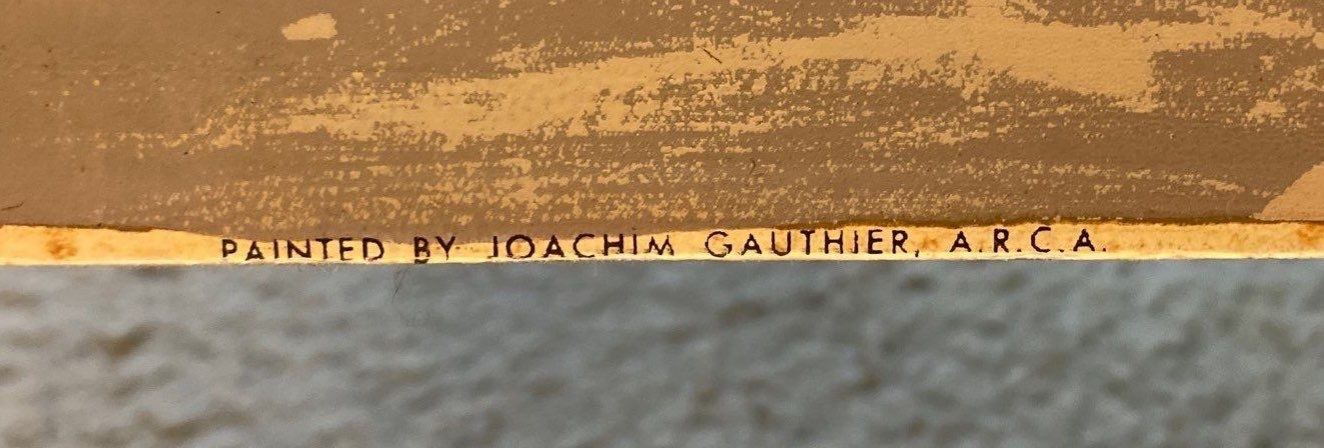 PAINTED BY JOACHIM GAUTHIER, A.R.C.A.